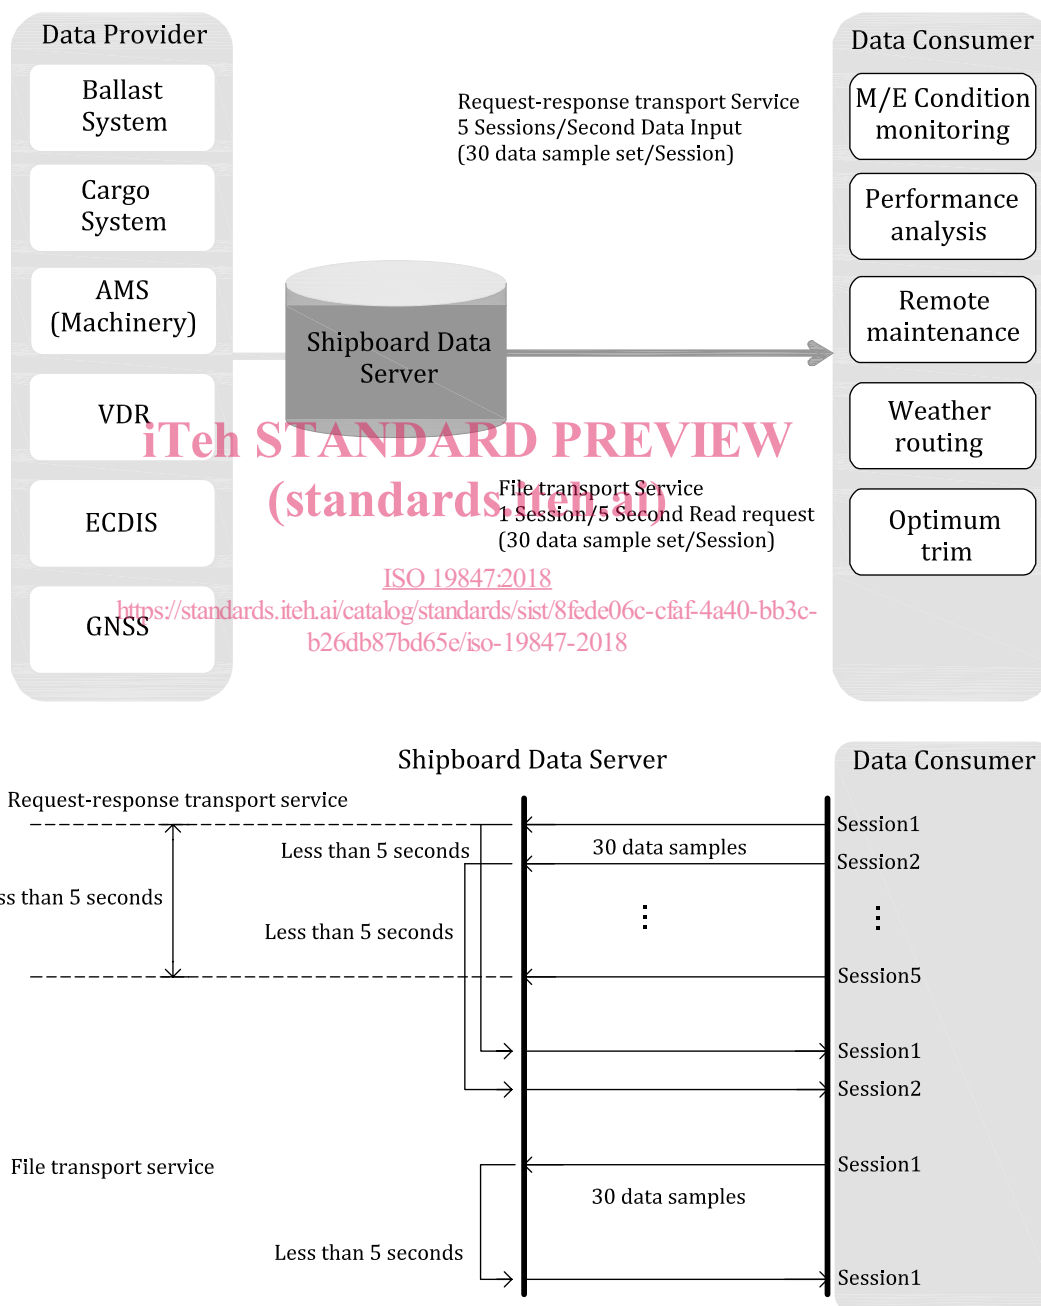 Data Provider
Ballast
System
Cargo
System
AMS
(Machinery)
VDR
ECDIS
GNSS
Request-response transport Service
5 Sessions/Second Data Input
(30 data sample set/Session)
Shipboard Data
Server
File transport Service
1 Session/5 Second Read request
(30 data sample set/Session)
Data Consumer
M/E Condition
monitoring
Performance
analysis
Remote
maintenance
Weather
routing
Optimum
trim
iTeh STANDARD PREVIEW
(standards.iteh.ai)
ISO 19847:2018
https://standards.iteh.ai/catalog/standards/sist/8fede06c-cfaf-4a40-bb3c-
b26db87bd65e/iso-19847-2018
Shipboard Data Server
Data Consumer
Request-response transport service
Session1
Less than 5 seconds
30 data samples
Session2
ss than 5 seconds
⋮
⋮
Less than 5 seconds
Session5
Session1
Session2
File transport service
Session1
30 data samples
Less than 5 seconds
Session1